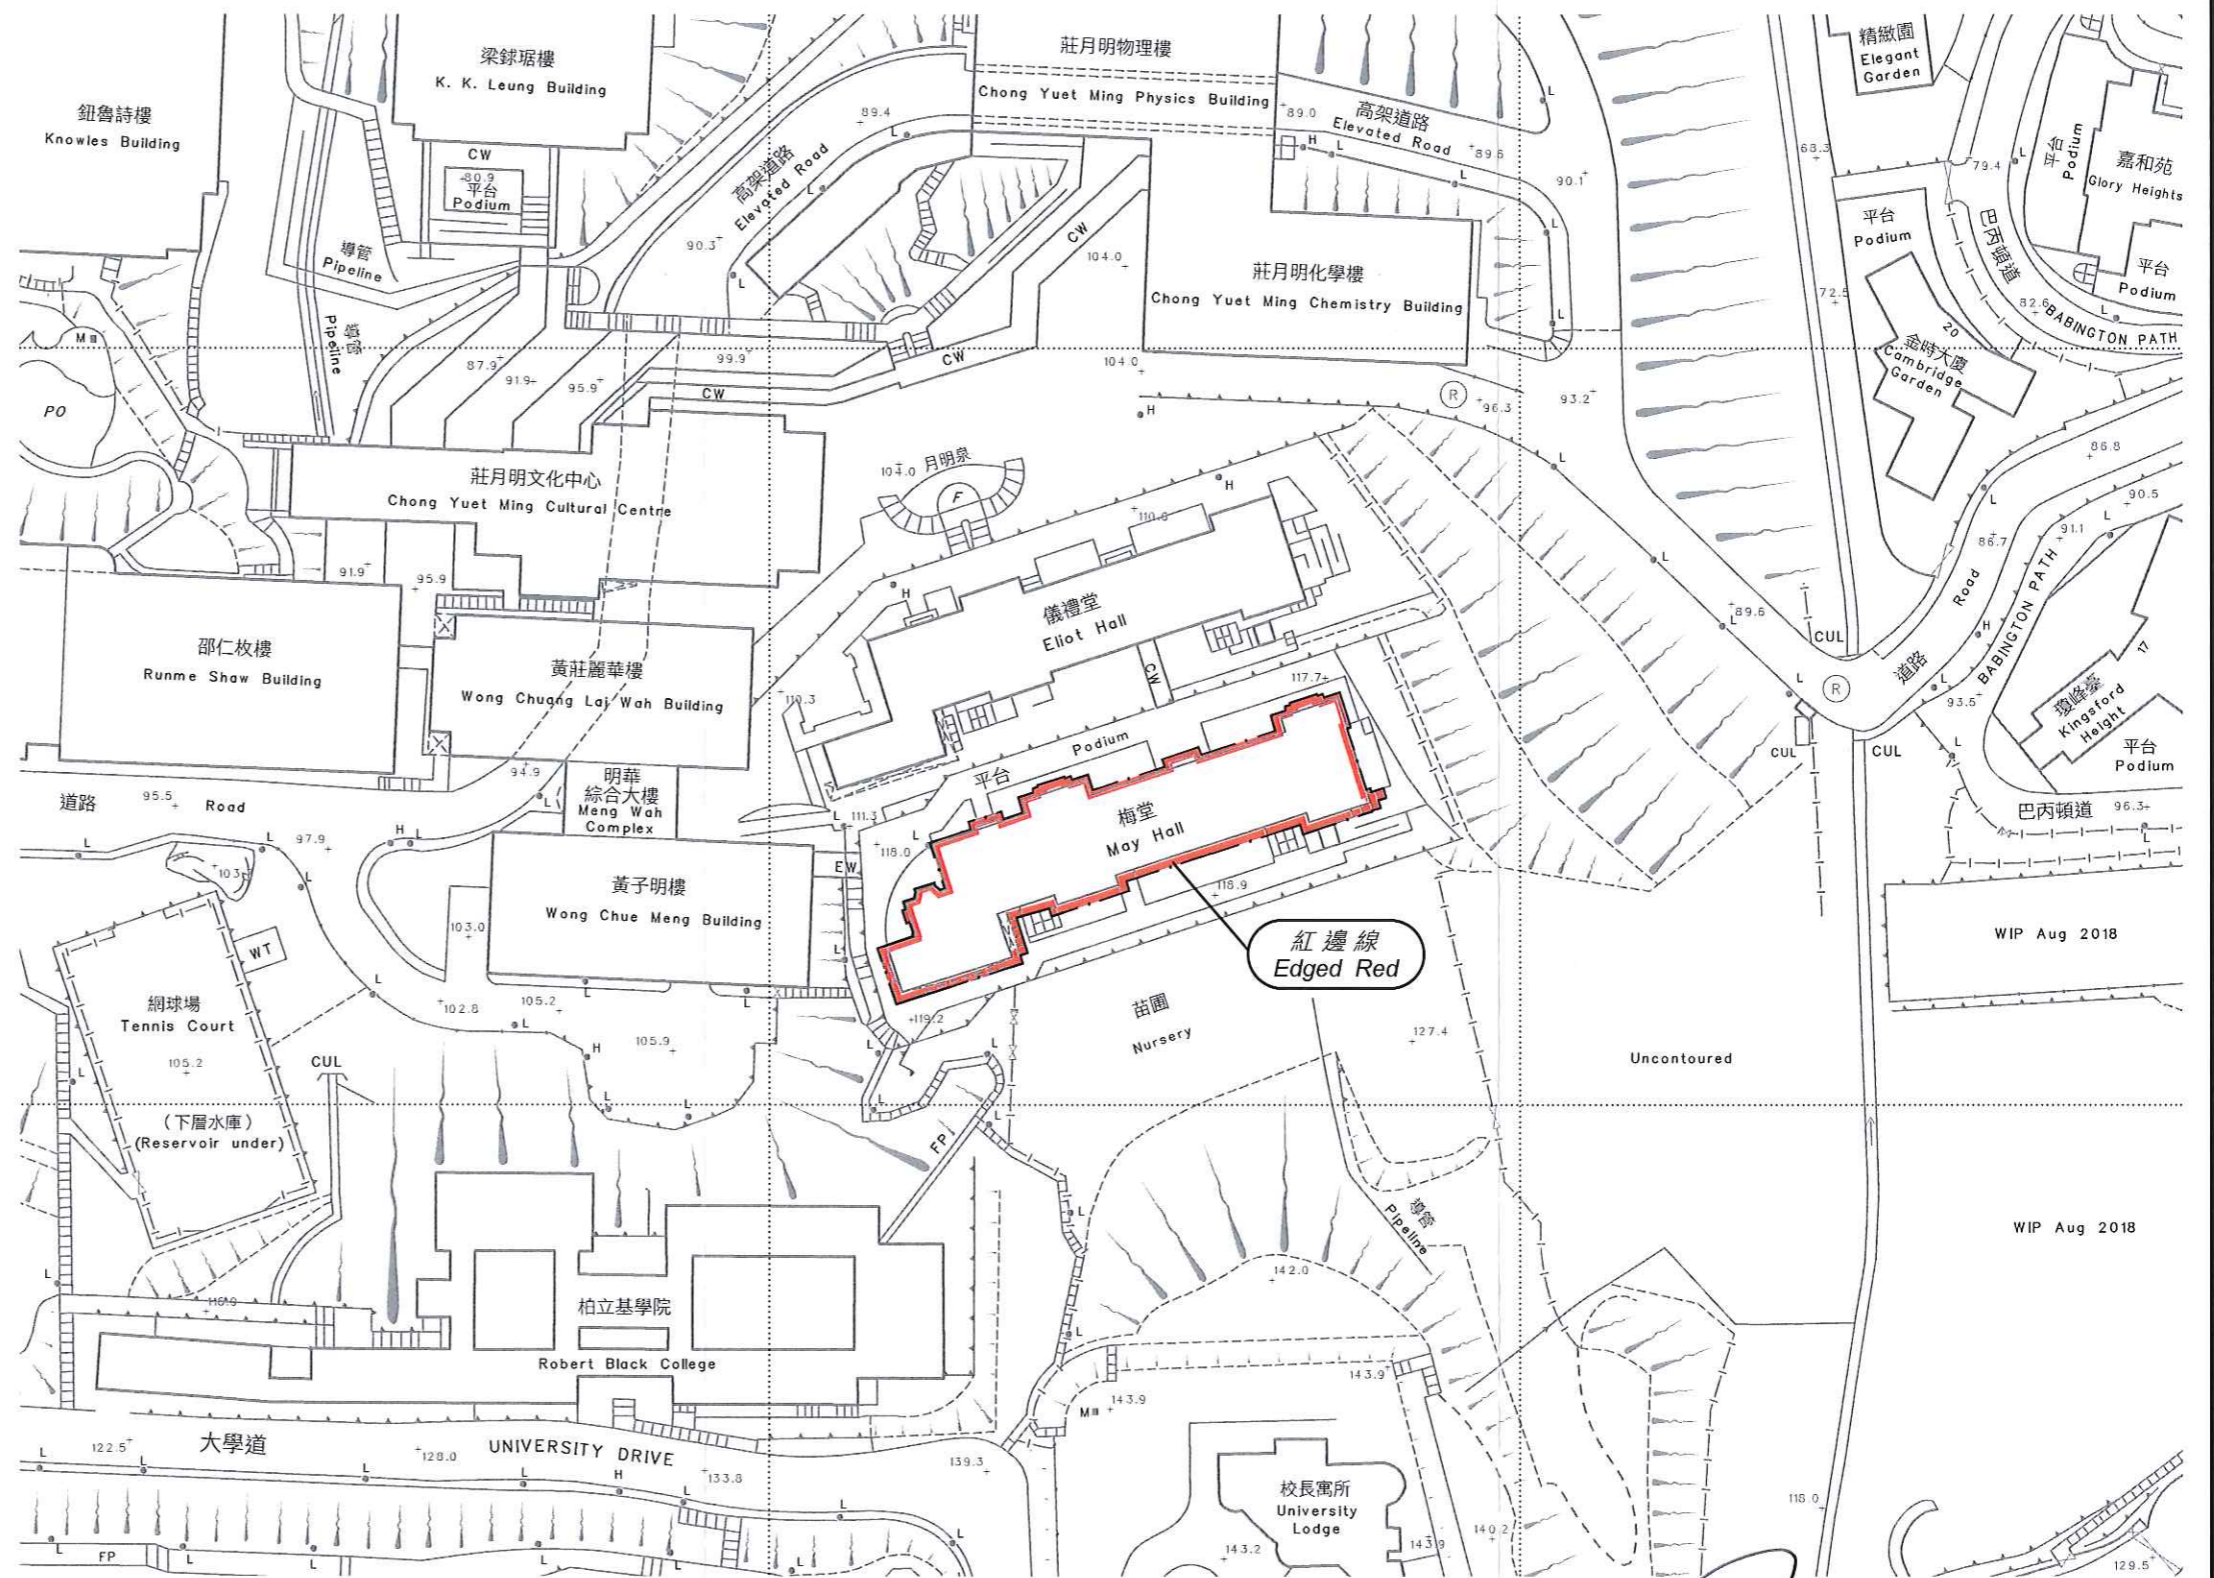 鈕魯詩樓
Knowles Building
梁銶琚樓
K. K. Leung Building
CW
80.9
平台
Podium
導管
Pipeline
導管
Pipeline
莊月明物理樓
Chong Yuet Ming Physics Building
89.4
高架道路
Elevated Road
90.3
89.0
高架道路
Elevated Road
89.6
90.1
H
L
精緻園
Elegant
Garden
68.3
79.4
平台
Podium
嘉和苑
Glory Heights
平台
Podium
巴丙頓道
平台
Podium
82.6
BABINGTON PATH
72.5
20
金時大廈
Cambridge
Garden
CW
104.0
莊月明化學樓
Chong Yuet Ming Chemistry Building
PO
87.9
91.9
95.9
99.9
CW
CW
104.0
H
R
96.3
93.2
86.8
90.5
91.1
86.7
莊月明文化中心
Chong Yuet Ming Cultural Centre
104.0
月明泉
F
H
H
儀禮堂
Eliot Hall
CW
91.9
95.9
邵仁枚樓
Runme Shaw Building
黃莊麗華樓
Wong Chuang Lai Wah Building
89.6
CUL
Road
道路
R
BABINGTON PATH
H
17
瓊峰臺
Kingsford
Height
平台
Podium
93.5
CUL
CUL
巴丙頓道
96.3
117.7
Podium
平台
梅堂
May Hall
118.0
111.3
118.9
119.2
94.9
明華
綜合大樓
Meng Wah
Complex
道路
95.5
Road
97.9
H L
EW
黃子明樓
Wong Chue Meng Building
103.0
WT
網球場
Tennis Court
105.2
(下層水庫)
(Reservoir under)
CUL
102.8
105.2
105.9
H
紅邊線
Edged Red
苗圃
Nursery
127.4
WIP Aug 2018
Uncontoured
WIP Aug 2018
FP
導管
Pipeline
142.0
柏立基學院
Robert Black College
143.9
143.9
大學道
122.5
128.0
UNIVERSITY DRIVE
H
133.8
139.3
校長寓所
University
Lodge
143.2
143.9
140.2
118.0
129.5
FP